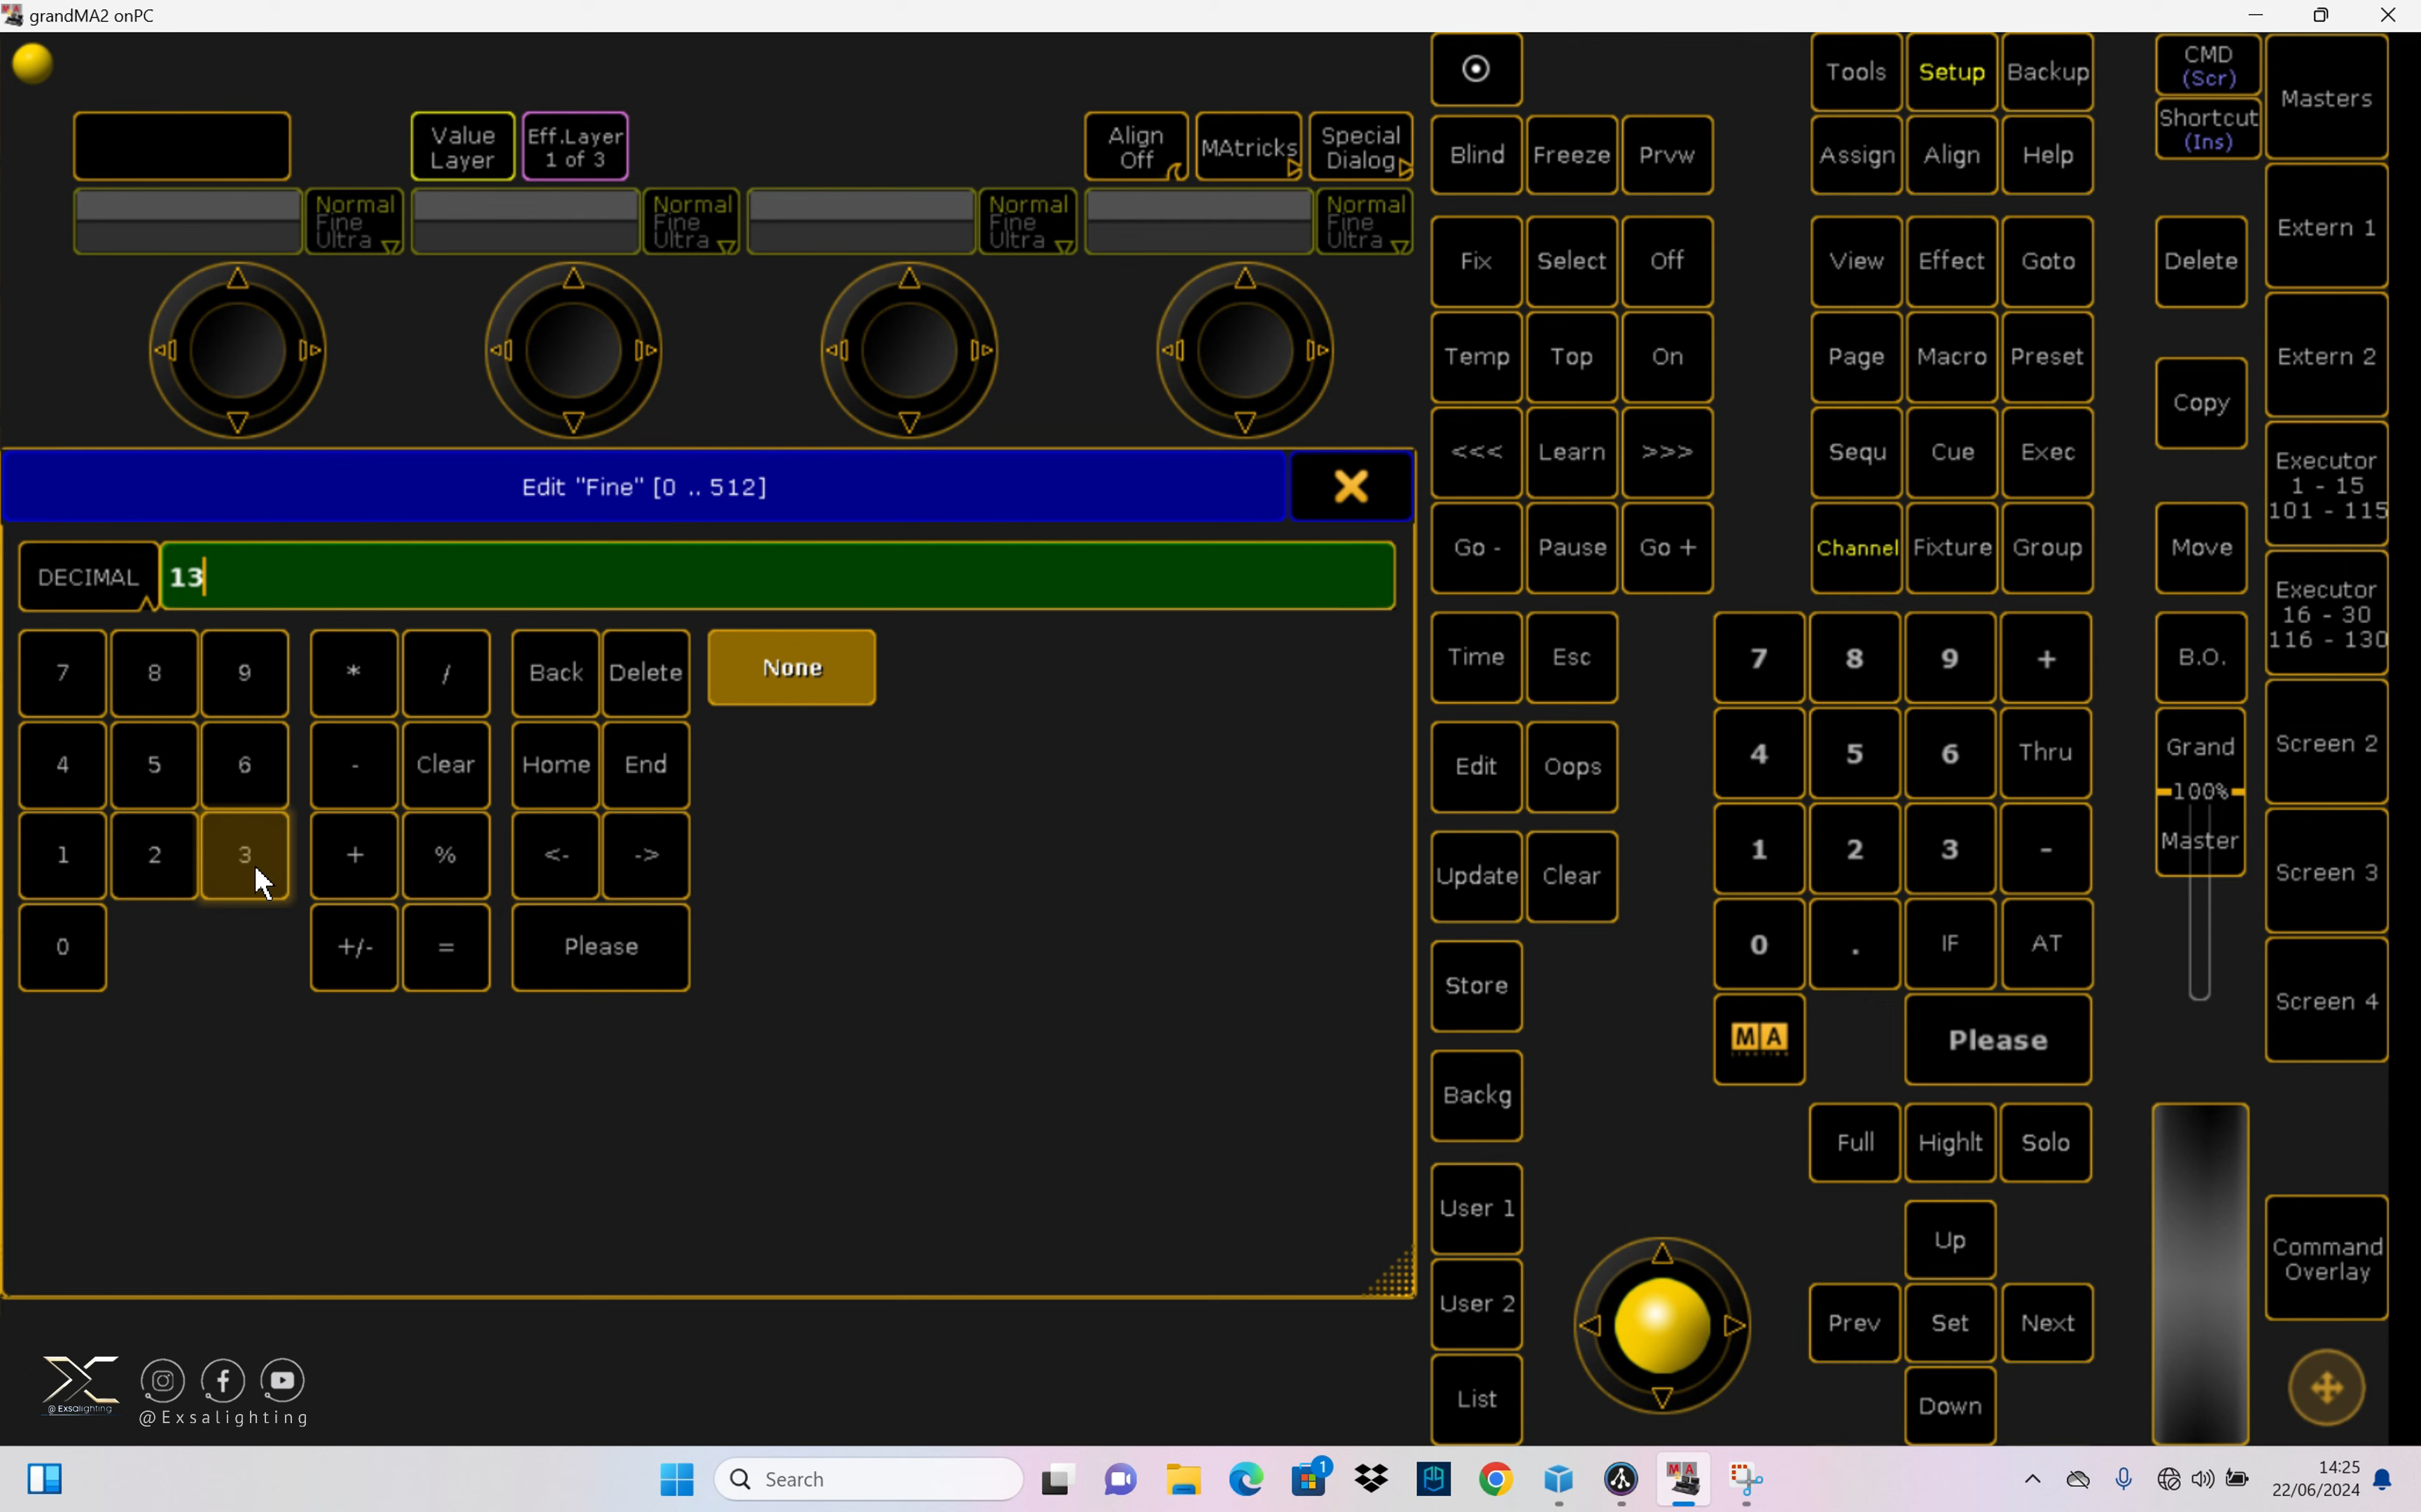 grandMA2 onPC
Value
Layer
Eff.Layer
1 of 3
Align
Off
MAtricks
Special
Dialog
Normal
Fine
Ultra
Normal
Fine
Ultra
Normal
Fine
Ultra
Normal
Fine
Ultra
Edit "Fine" [0 .. 512]
DECIMAL
13
7 8 9 * / Back Delete None
4 5 6 - Clear Home End
1 2 3 + % <- ->
0 +/- = Please
@Exsalighting
@Exsalighting
Tools Setup Backup
Blind Freeze Prvw
Assign Align Help
Fix Select Off
View Effect Goto
Temp Top On
Page Macro Preset
<<< Learn >>>
Sequ Cue Exec
Go - Pause Go +
Channel Fixture Group
Time Esc
7 8 9 +
Edit Oops
4 5 6 Thru
Update Clear
1 2 3 -
0 . IF AT
Store
MA
LIGHTING
Please
Backg
Full Highlt Solo
User 1
Up
User 2
Prev Set Next
List
Down
CMD
(Scr)
Shortcut
(Ins)
Delete
Copy
Move
B.O.
Grand
100%
Master
Masters
Extern 1
Extern 2
Executor
1 - 15
101 - 115
Executor
16 - 30
116 - 130
Screen 2
Screen 3
Screen 4
Command
Overlay
Search
1
MA
14:25
22/06/2024